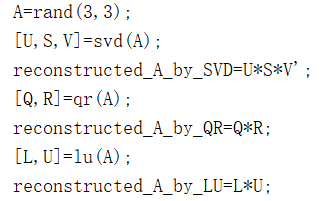 A=rand(3,3);
[U,S,V]=svd(A);
reconstructed_A_by_SVD=U*S*V';
[Q,R]=qr(A);
reconstructed_A_by_QR=Q*R;
[L,U]=lu(A);
reconstructed_A_by_LU=L*U;